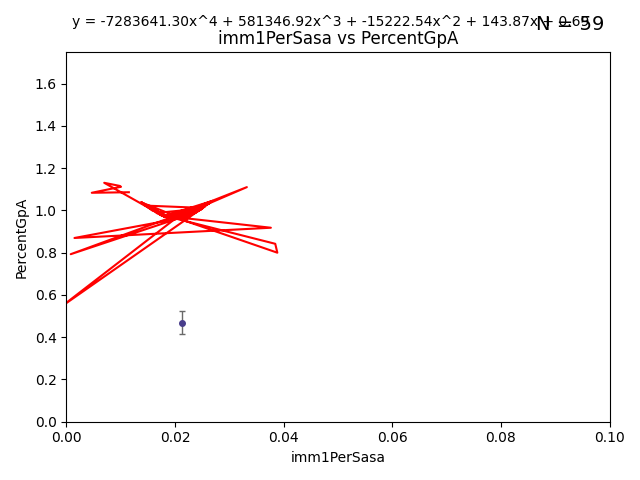 y = -7283641.30x^4 + 581346.92x^3 + -15222.54x^2 + 143.87x + 0.69
N = 59
imm1PerSasa vs PercentGpA
PercentGpA
1.6
1.4
1.2
1.0
0.8
0.6
0.4
0.2
0.0
0.00 0.02 0.04 0.06 0.08 0.10
imm1PerSasa